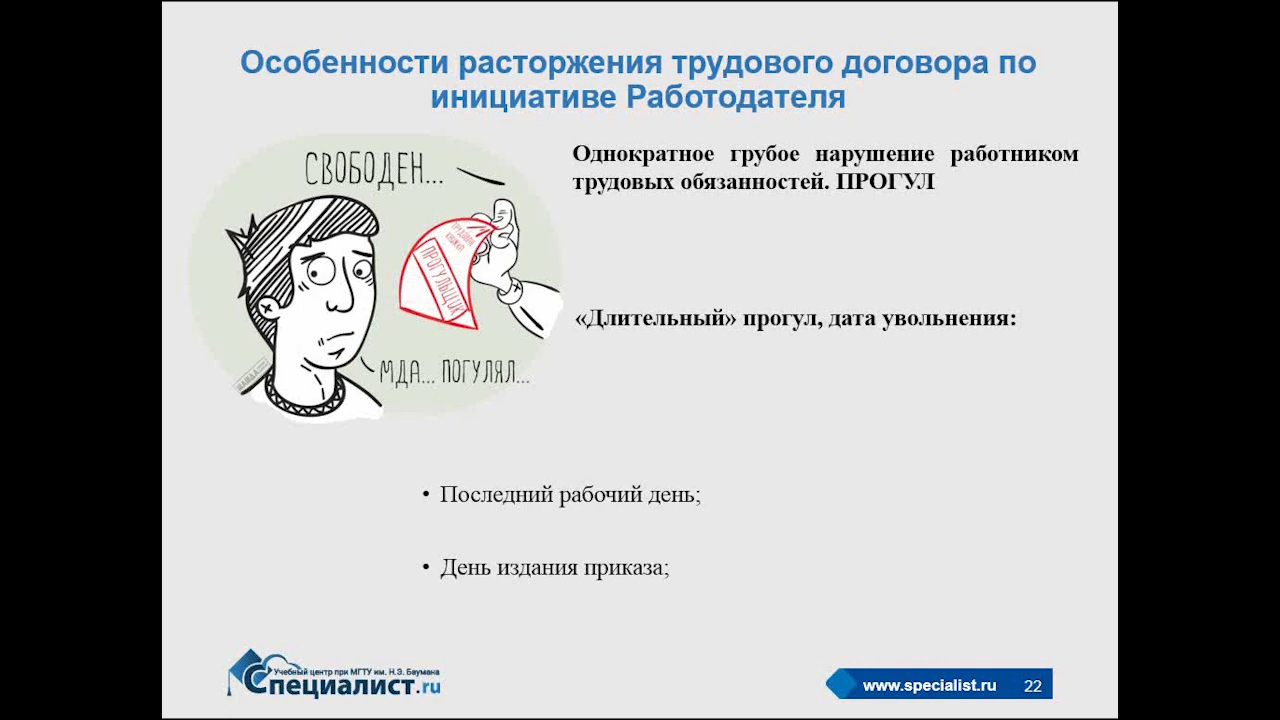 Особенности расторжения трудового договора по
инициативе Работодателя
Однократное грубое нарушение работником
трудовых обязанностей. ПРОГУЛ
СВОБОДЕН...
ТРУДОВАЯ
КНИЖКА
ПРОГУЛЬЩИК
МДА... ПОГУЛЯЛ...
«Длительный» прогул, дата увольнения:
• Последний рабочий день;
• День издания приказа;
Учебный центр при МГТУ им. Н.Э. Баумана
Специалист.ru
www.specialist.ru 22